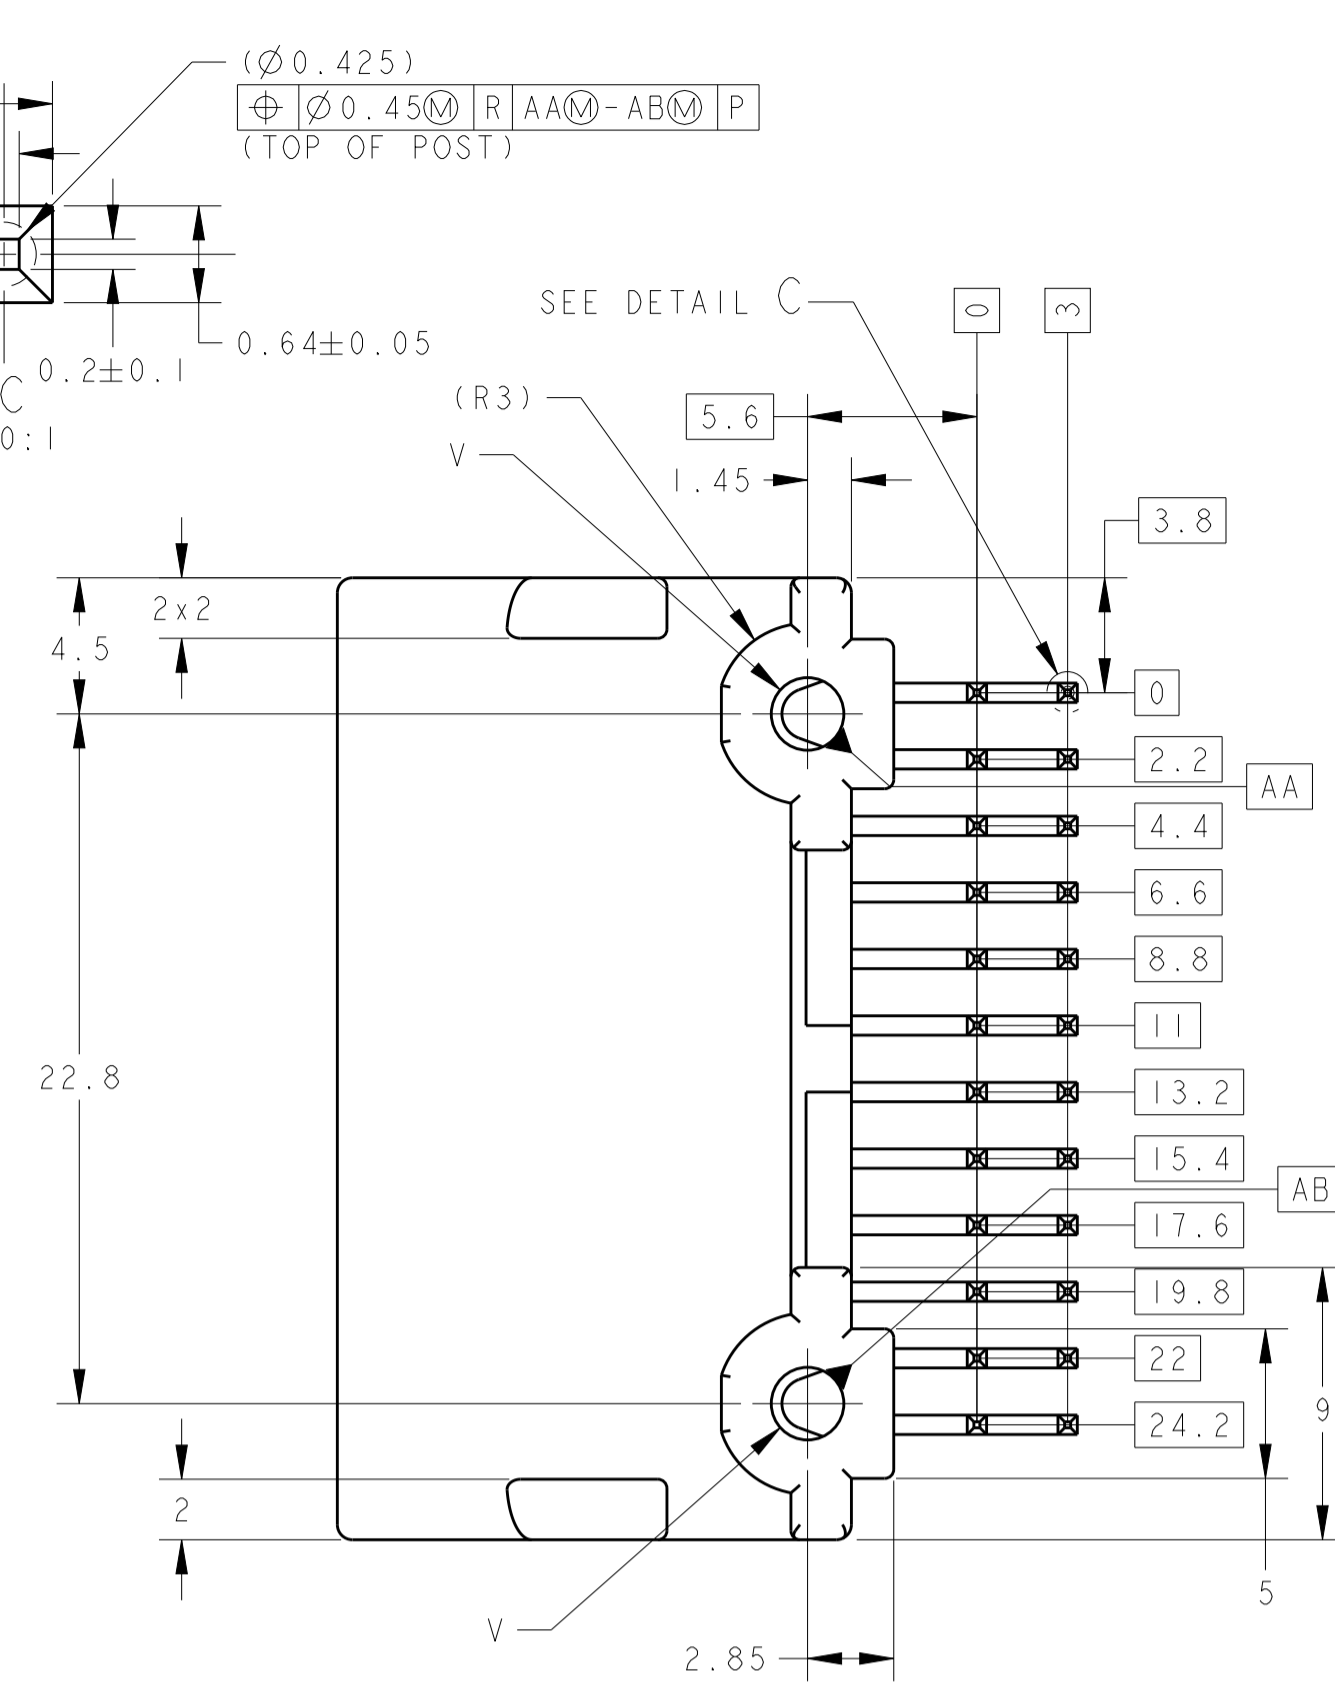 (Ø0.425)
⌖ Ø0.45Ⓜ R AAⓂ-ABⓂ P
(TOP OF POST)
0.64±0.05
0.2±0.1
C
0:1
SEE DETAIL C
0
3
(R3)
5.6
V
1.45
3.8
2x2
4.5
0
2.2
AA
4.4
6.6
8.8
11
22.8
13.2
15.4
AB
17.6
19.8
22
9
24.2
2
5
V
2.85